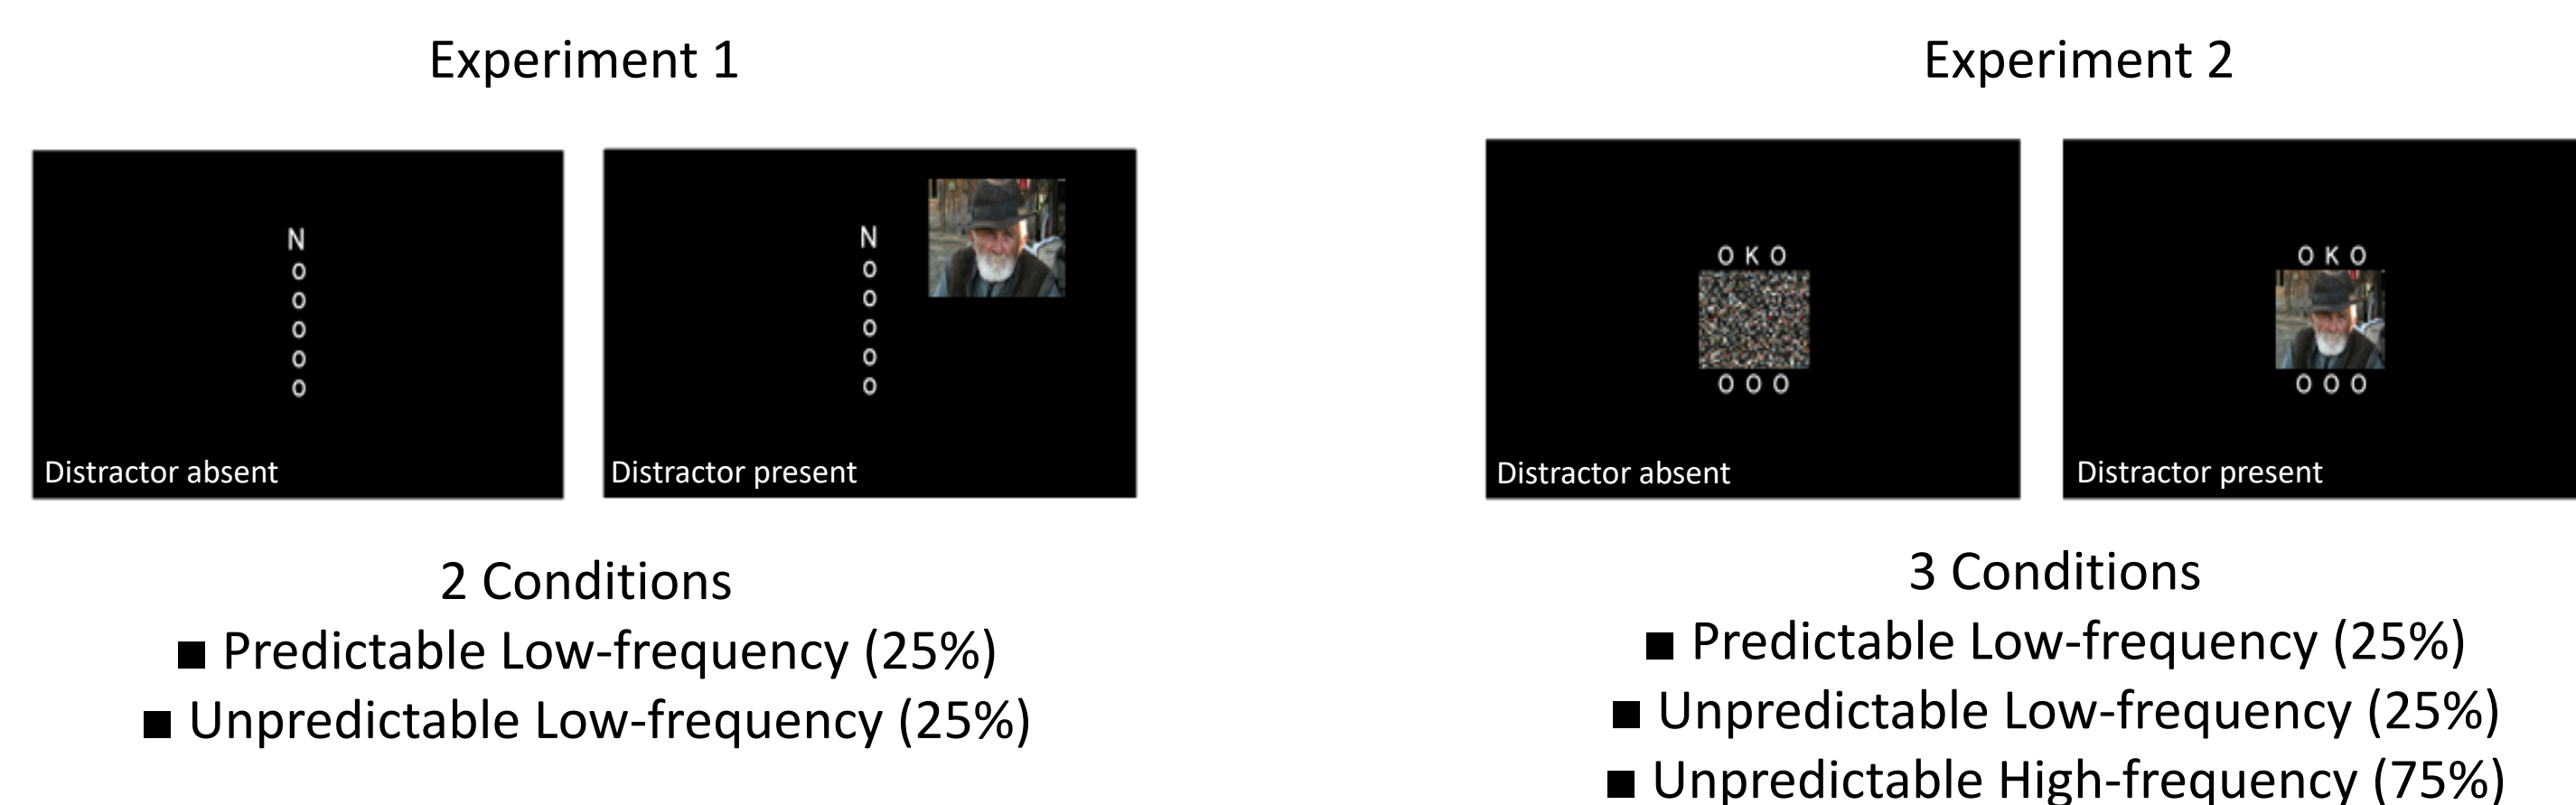 Experiment 1
N
o
o
o
o
o
Distractor absent
N
o
o
o
o
o
Distractor present
2 Conditions
■ Predictable Low-frequency (25%)
■ Unpredictable Low-frequency (25%)
Experiment 2
O K O
O O O
Distractor absent
O K O
O O O
Distractor present
3 Conditions
■ Predictable Low-frequency (25%)
■ Unpredictable Low-frequency (25%)
■ Unpredictable High-frequency (75%)